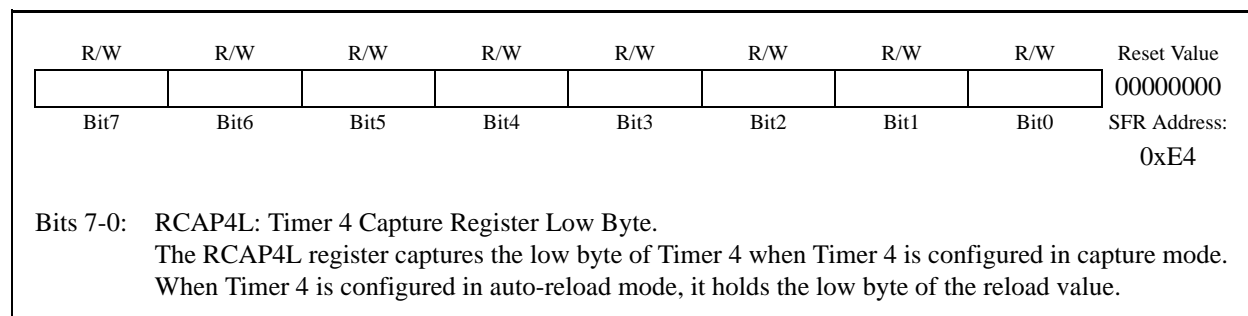 R/W R/W R/W R/W R/W R/W R/W R/W Reset Value
00000000
Bit7 Bit6 Bit5 Bit4 Bit3 Bit2 Bit1 Bit0 SFR Address:
0xE4
Bits 7-0: RCAP4L: Timer 4 Capture Register Low Byte.
The RCAP4L register captures the low byte of Timer 4 when Timer 4 is configured in capture mode.
When Timer 4 is configured in auto-reload mode, it holds the low byte of the reload value.